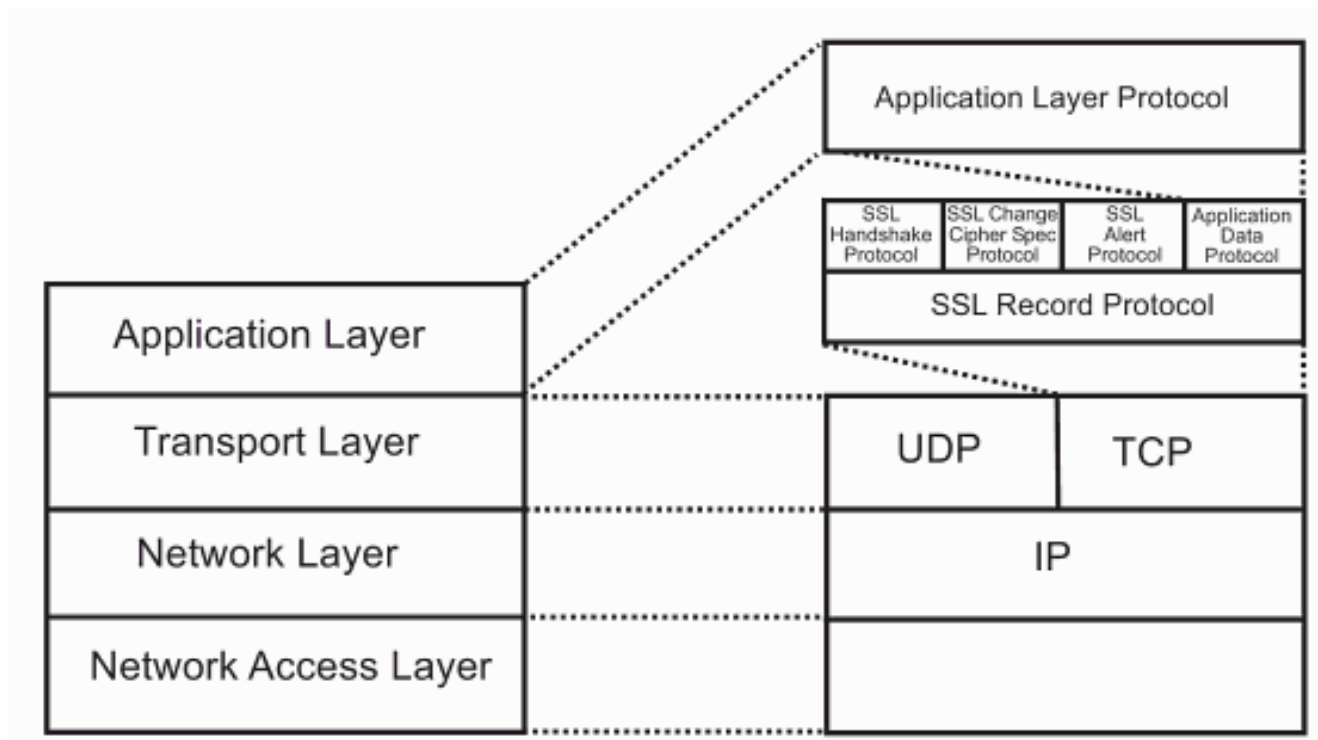 Application Layer Protocol
SSL
Handshake
Protocol
SSL Change
Cipher Spec
Protocol
SSL
Alert
Protocol
Application
Data
Protocol
SSL Record Protocol
Application Layer
Transport Layer
UDP
TCP
Network Layer
IP
Network Access Layer